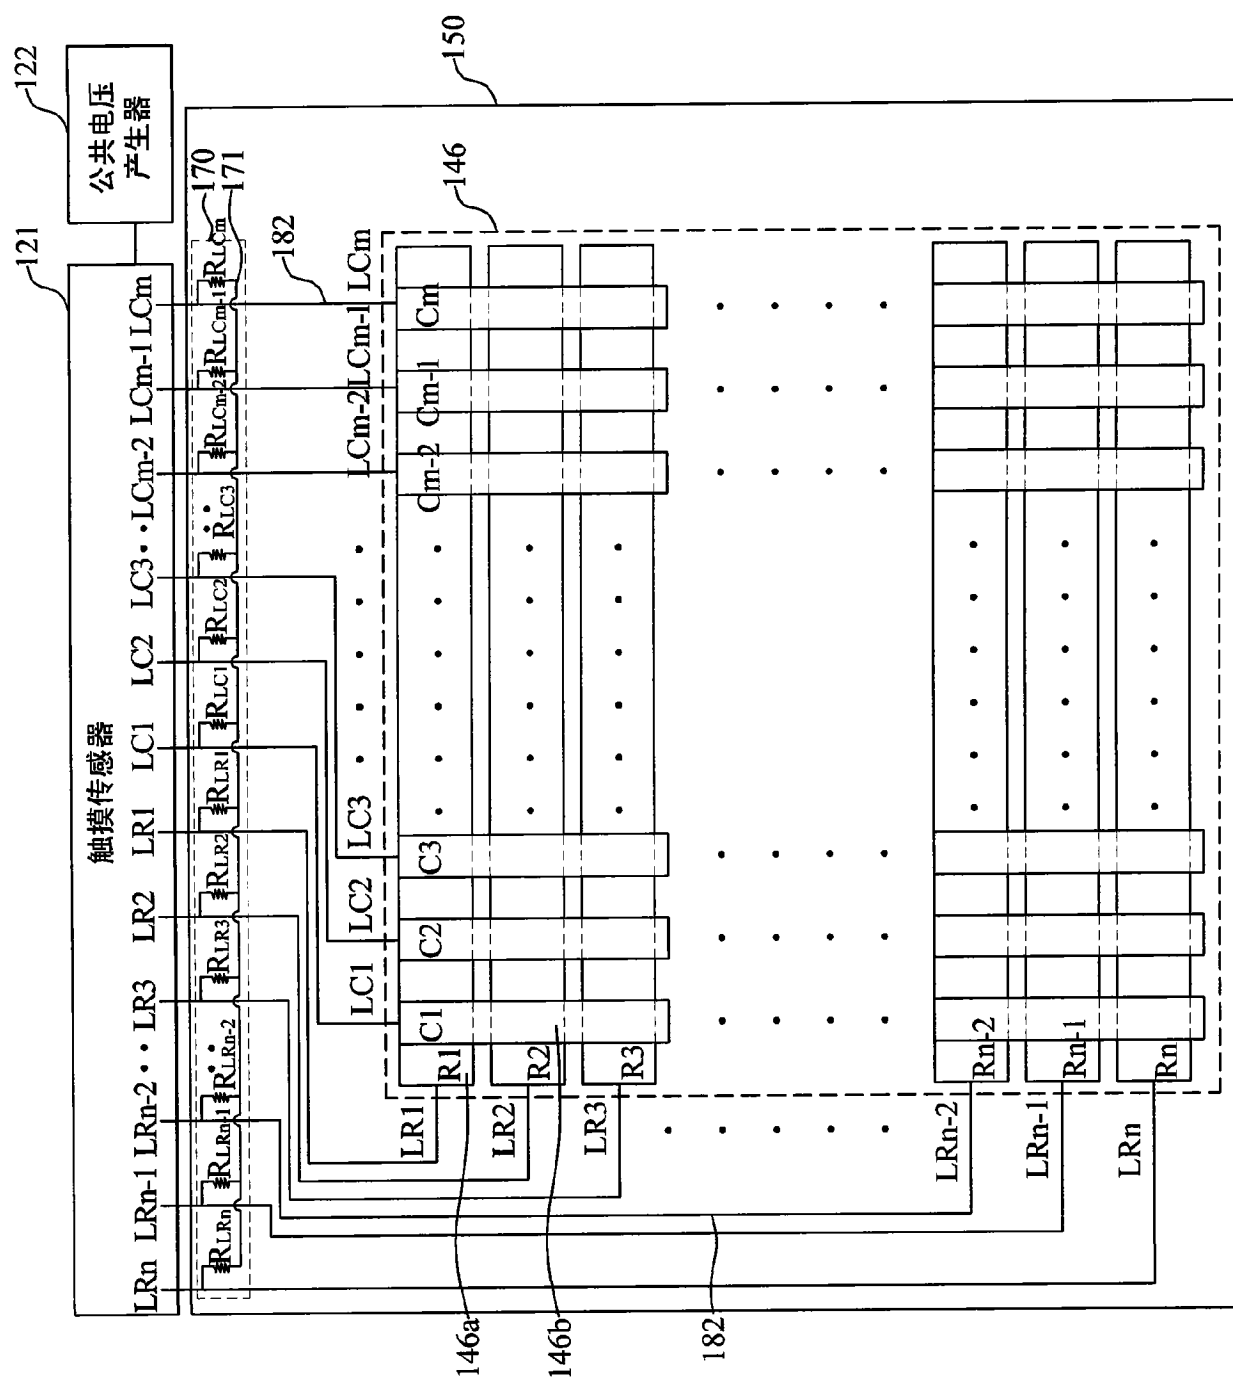 122
公共电压
产生器
121
触摸传感器
LRn LRn-1 LRn-2 LR3 LR2 LR1 LC1 LC2 LC3 LCm-2 LCm-1 LCm
RLRn RLRn-1 RLRn-2 RLR3 RLR2 RLR1 RLC1 RLC2 RLC3 RLCm-2 RLCm-1 RLCm
170
171
150
182
146
LC1 LC2 LC3 LCm-2 LCm-1 LCm
C1 C2 C3 Cm-2 Cm-1 Cm
LR1 R1
LR2 R2
LR3 R3
146a
146b
182
LRn-2 Rn-2
LRn-1 Rn-1
LRn Rn